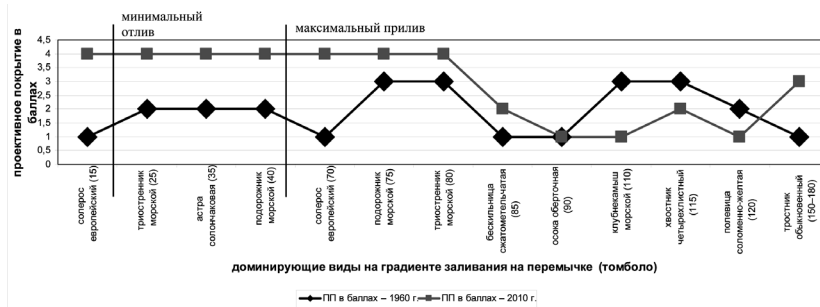 минимальный
отлив
максимальный прилив
проективное покрытие в
баллах
4,5
4
3,5
3
2,5
2
1,5
1
0,5
0
солерос
европейский (15)
триостренник
морской (25)
астра
солончаковая (35)
подорожник
морской (40)
солерос
европейский (70)
подорожник
морской (75)
триостренник
морской (80)
бескильница
сжатометельчатая
(85)
осока оберточная
(90)
клубнекамыш
морской (110)
хвостник
четырехлистный
(115)
полевица
соломенно-желтая
(120)
тростник
обыкновенный
(150–180)
доминирующие виды на градиенте заливания на перемычке (томболо)
ПП в баллах – 1960 г.
ПП в баллах – 2010 г.